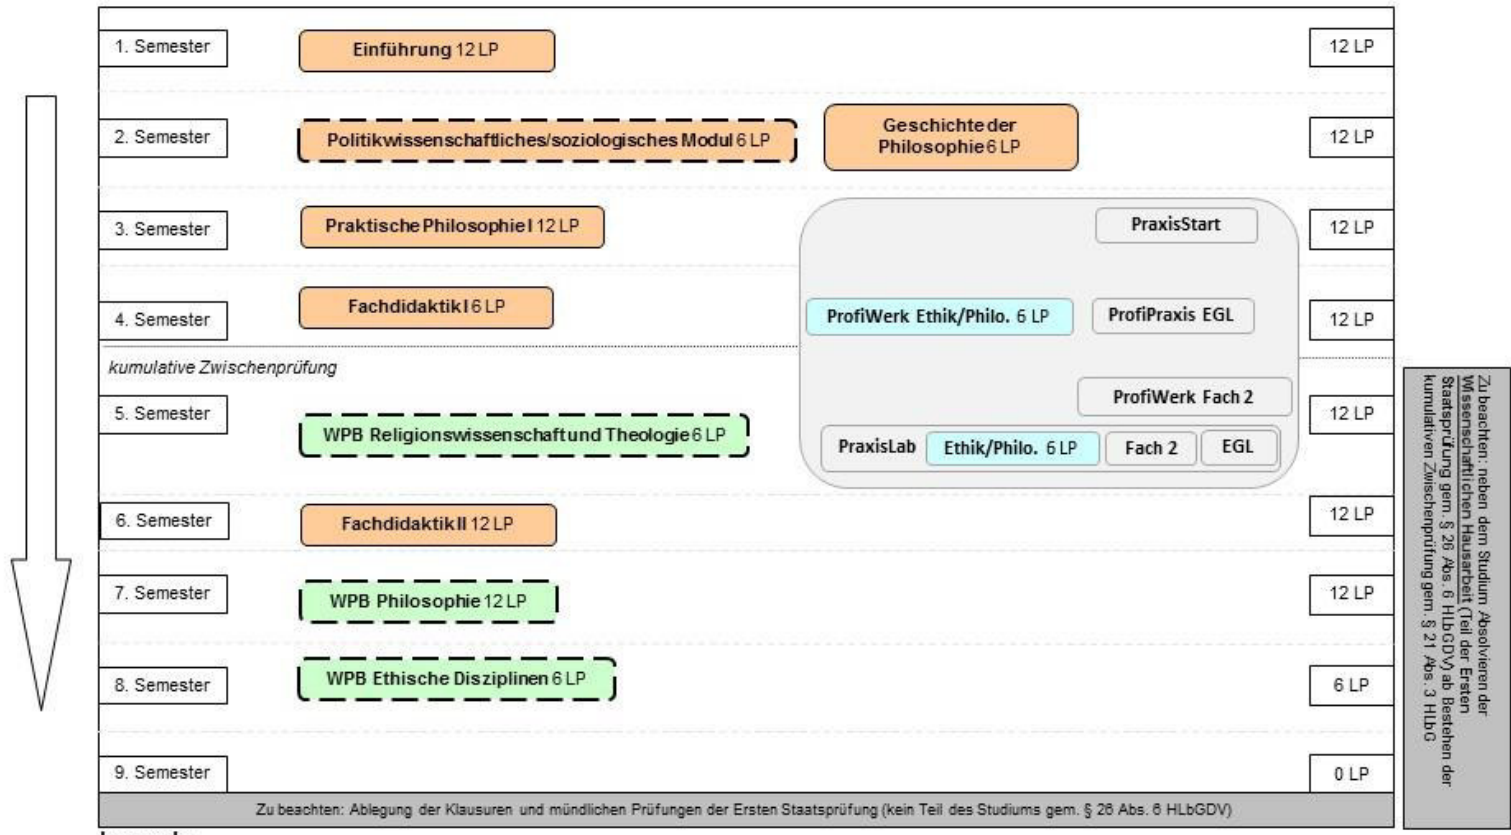 1. Semester
Einführung 12 LP
12 LP
2. Semester
Politikwissenschaftliches/soziologisches Modul 6 LP
Geschichte der
Philosophie 6 LP
12 LP
3. Semester
Praktische Philosophie I 12 LP
PraxisStart
12 LP
4. Semester
Fachdidaktik I 6 LP
ProfiWerk Ethik/Philo. 6 LP
ProfiPraxis EGL
12 LP
kumulative Zwischenprüfung
5. Semester
WPB Religionswissenschaft und Theologie 6 LP
ProfiWerk Fach 2
PraxisLab
Ethik/Philo. 6 LP
Fach 2
EGL
12 LP
6. Semester
Fachdidaktik II 12 LP
12 LP
7. Semester
WPB Philosophie 12 LP
12 LP
8. Semester
WPB Ethische Disziplinen 6 LP
6 LP
9. Semester
0 LP
Zu beachten: Ablegung der Klausuren und mündlichen Prüfungen der Ersten Staatsprüfung (kein Teil des Studiums gem. § 26 Abs. 6 HLbGDV)
Zu beachten: neben dem Studium Absolvieren der
Wissenschaftlichen Hausarbeit (Teil der Ersten
Staatsprüfung gem. § 26 Abs. 6 HLbGDV) ab Bestehen der
kumulativen Zwischenprüfung gem. § 21 Abs. 3 HLbG